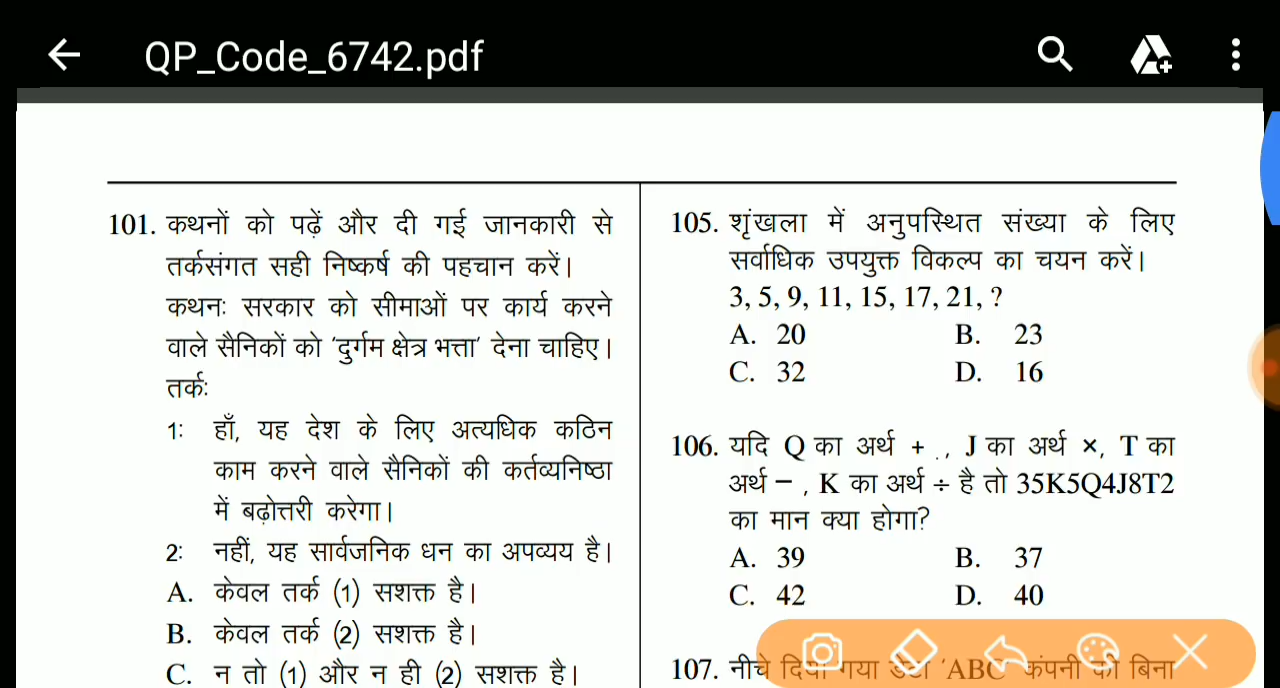 QP_Code_6742.pdf
101. कथनों को पढ़ें और दी गई जानकारी से
तर्कसंगत सही निष्कर्ष की पहचान करें।
कथनः सरकार को सीमाओं पर कार्य करने
वाले सैनिकों को ‘दुर्गम क्षेत्र भत्ता’ देना चाहिए।
तर्कः
1: हाँ, यह देश के लिए अत्यधिक कठिन
काम करने वाले सैनिकों की कर्तव्यनिष्ठा
में बढ़ोत्तरी करेगा।
2: नहीं, यह सार्वजनिक धन का अपव्यय है।
A. केवल तर्क (1) सशक्त है।
B. केवल तर्क (2) सशक्त है।
C. न तो (1) और न ही (2) सशक्त है।
105. शृंखला में अनुपस्थित संख्या के लिए
सर्वाधिक उपयुक्त विकल्प का चयन करें।
3, 5, 9, 11, 15, 17, 21, ?
A. 20 B. 23
C. 32 D. 16
106. यदि Q का अर्थ + , J का अर्थ ×, T का
अर्थ − , K का अर्थ ÷ है तो 35K5Q4J8T2
का मान क्या होगा?
A. 39 B. 37
C. 42 D. 40
107. नीचे दिया गया डेटा ‘ABC’ कंपनी की बिना